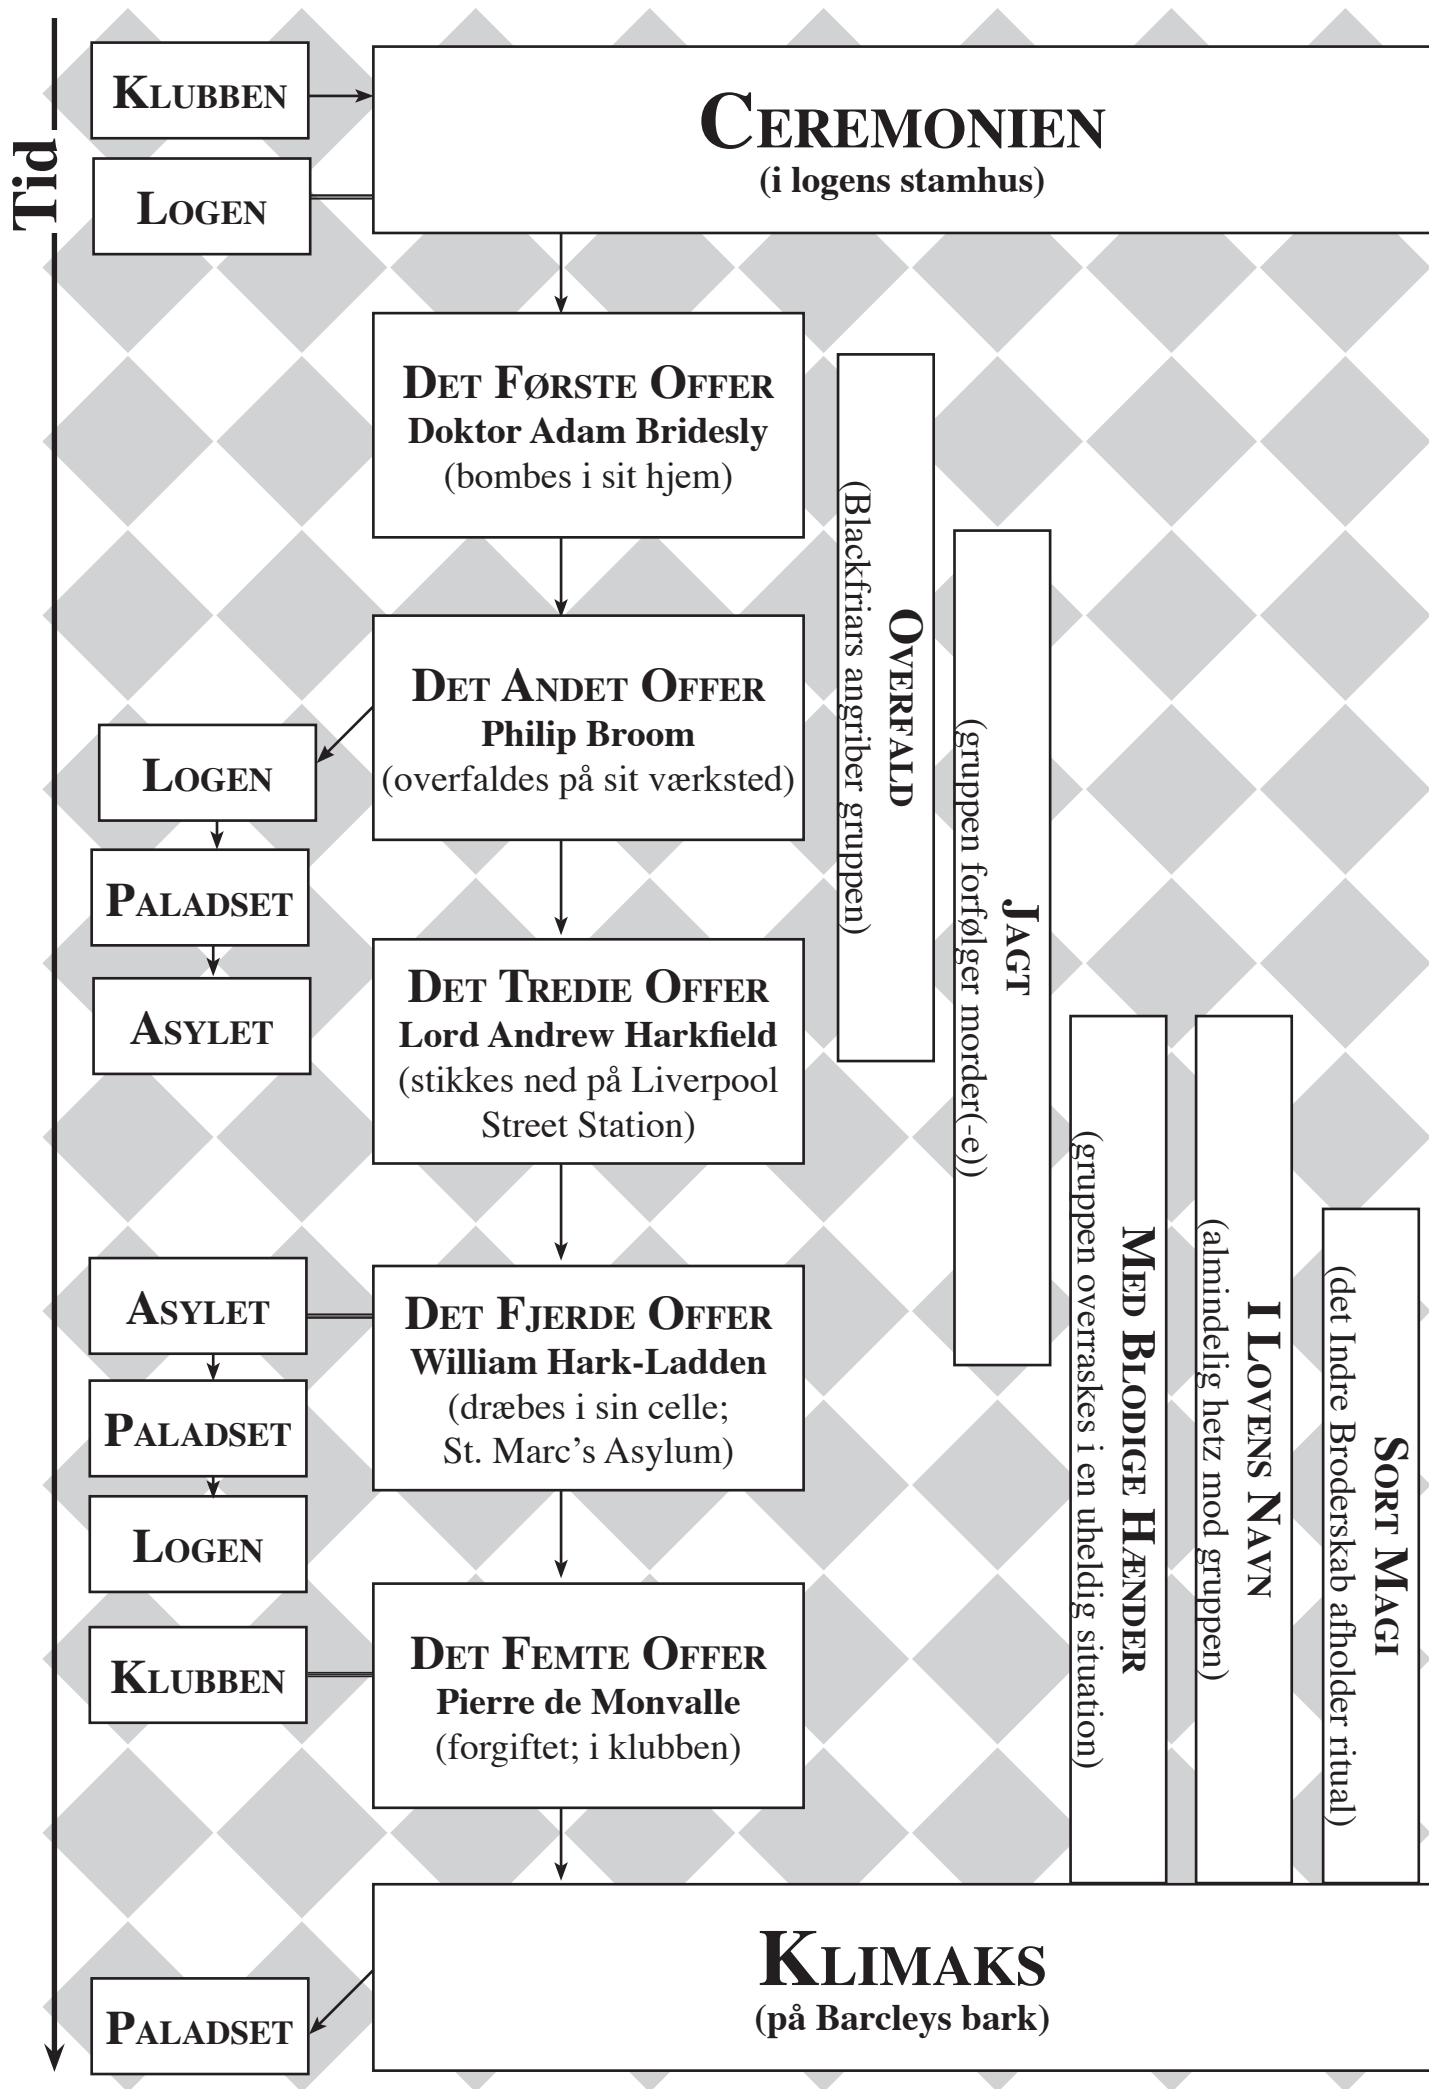 Tid
KLUBBEN
CEREMONIEN
(i logens stamhus)
LOGEN
DET FØRSTE OFFER
Doktor Adam Bridesly
(bombes i sit hjem)
OVERFALD
(Blackfriars angriber gruppen)
JAGT
(gruppen forfølger morder(-e))
DET ANDET OFFER
Philip Broom
(overfaldes på sit værksted)
LOGEN
PALADSET
ASYLET
DET TREDIE OFFER
Lord Andrew Harkfield
(stikkes ned på Liverpool
Street Station)
MED BLODIGE HÆNDER
(gruppen overraskes i en uheldig situation)
I LOVENS NAVN
(almindelig hetz mod gruppen)
SORT MAGI
(det Indre Broderskab afholder ritual)
ASYLET
DET FJERDE OFFER
William Hark-Ladden
(dræbes i sin celle;
St. Marc's Asylum)
PALADSET
LOGEN
KLUBBEN
DET FEMTE OFFER
Pierre de Monvalle
(forgiftet; i klubben)
KLIMAKS
(på Barcleys bark)
PALADSET